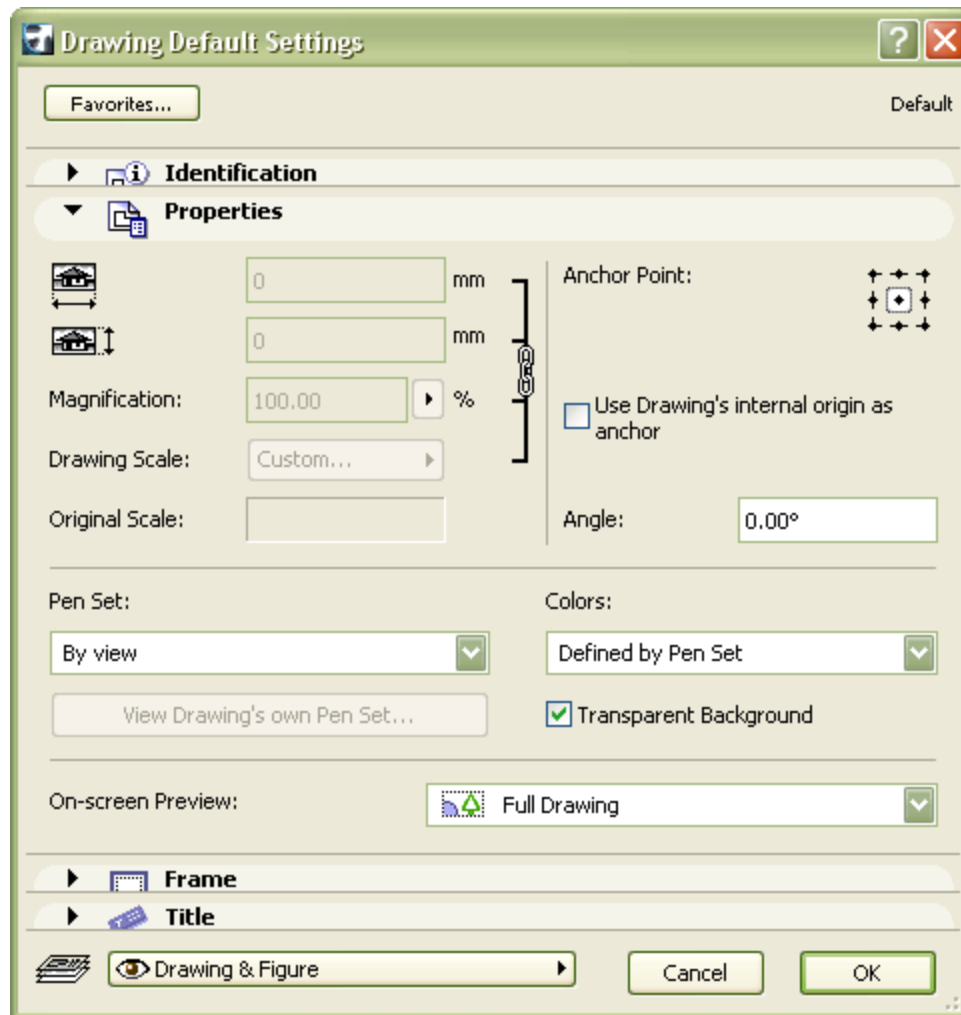 Drawing Default Settings
Favorites...
Default
Identification
Properties
0 mm
0 mm
Magnification: 100.00 %
Drawing Scale: Custom...
Original Scale:
Anchor Point:
Use Drawing's internal origin as
anchor
Angle: 0.00°
Pen Set:
By view
View Drawing's own Pen Set...
Colors:
Defined by Pen Set
Transparent Background
On-screen Preview: Full Drawing
Frame
Title
Drawing & Figure
Cancel
OK